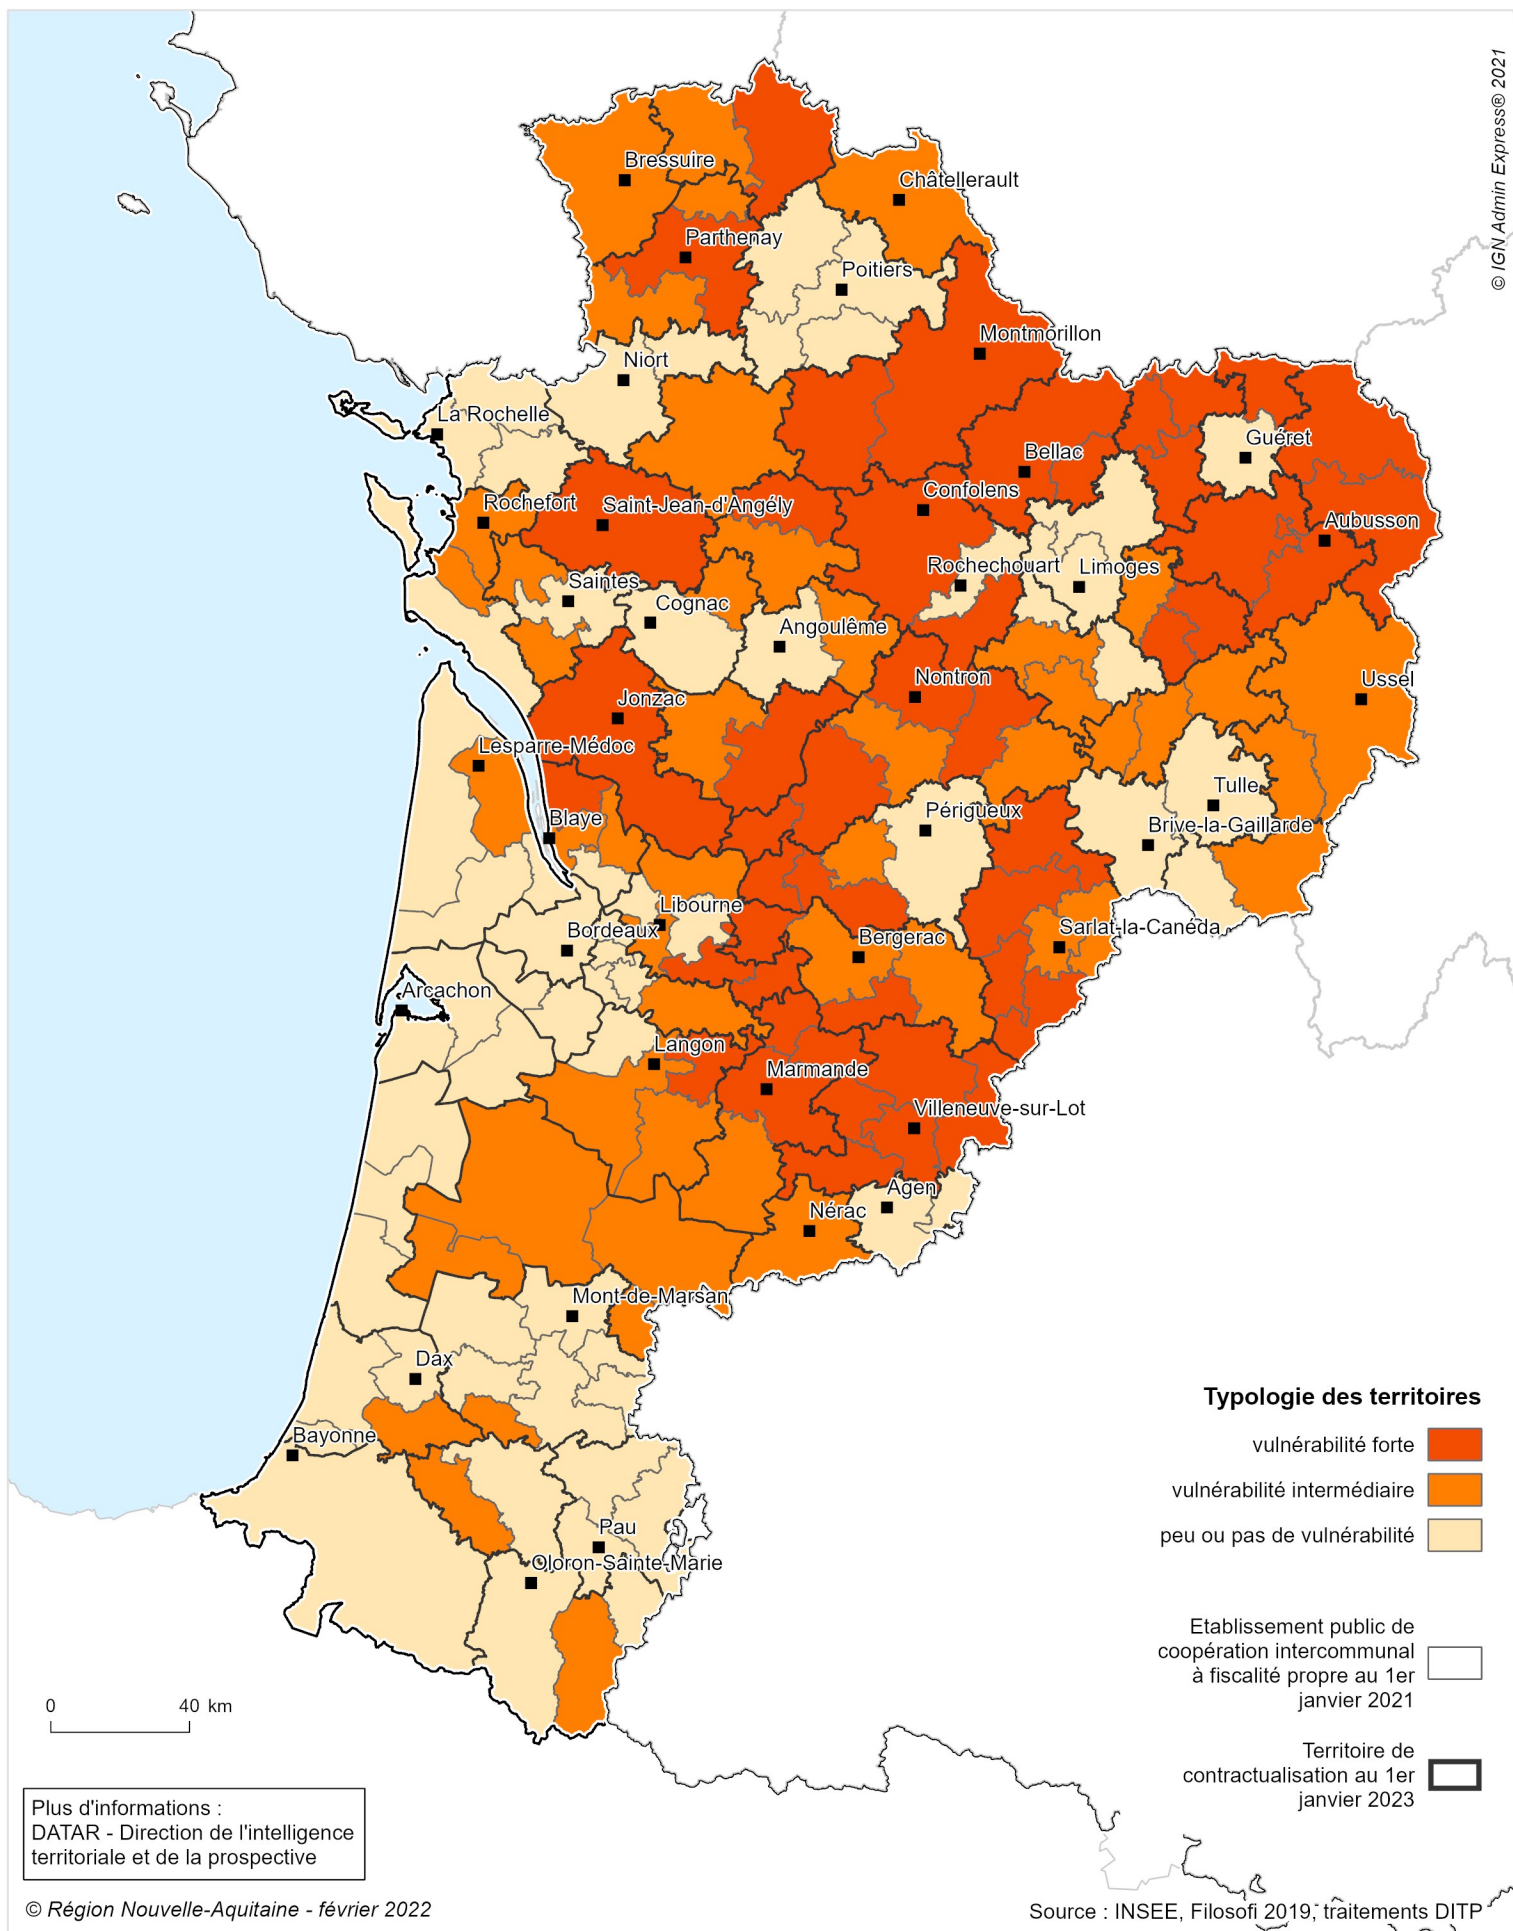 © IGN Admin Express® 2021
Bressuire
Châtellerault
Parthenay
Poitiers
Montmorillon
Niort
La Rochelle
Guéret
Bellac
Rochefort
Saint-Jean-d'Angély
Confolens
Aubusson
Rochechouart
Limoges
Saintes
Cognac
Angoulême
Nontron
Ussel
Jonzac
Lesparre-Médoc
Tulle
Périgueux
Blaye
Brive-la-Gaillarde
Libourne
Bordeaux
Bergerac
Sarlat-la-Canéda
Arcachon
Langon
Marmande
Villeneuve-sur-Lot
Agen
Nérac
Mont-de-Marsan
Dax
Bayonne
Pau
Oloron-Sainte-Marie
Typologie des territoires
vulnérabilité forte
vulnérabilité intermédiaire
peu ou pas de vulnérabilité
Etablissement public de
coopération intercommunal
à fiscalité propre au 1er
janvier 2021
Territoire de
contractualisation au 1er
janvier 2023
0 40 km
Plus d'informations :
DATAR - Direction de l'intelligence
territoriale et de la prospective
© Région Nouvelle-Aquitaine - février 2022
Source : INSEE, Filosofi 2019, traitements DITP